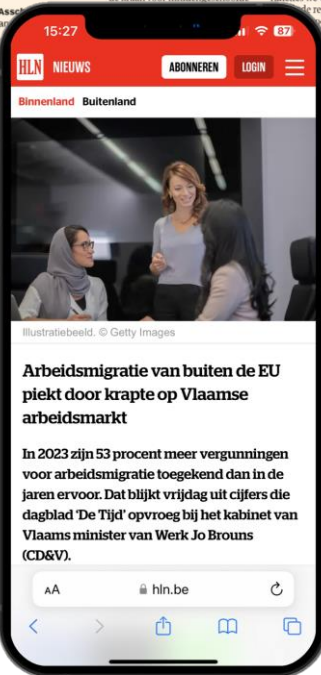 Assch
15:27
87
HLN NIEUWS ABONNEREN LOGIN
Binnenland Buitenland
Illustratiebeeld. © Getty Images
Arbeidsmigratie van buiten de EU
piekt door krapte op Vlaamse
arbeidsmarkt
In 2023 zijn 53 procent meer vergunningen
voor arbeidsmigratie toegekend dan in de
jaren ervoor. Dat blijkt vrijdag uit cijfers die
dagblad ‘De Tijd’ opvroeg bij het kabinet van
Vlaams minister van Werk Jo Brouns
(CD&V).
AA hln.be